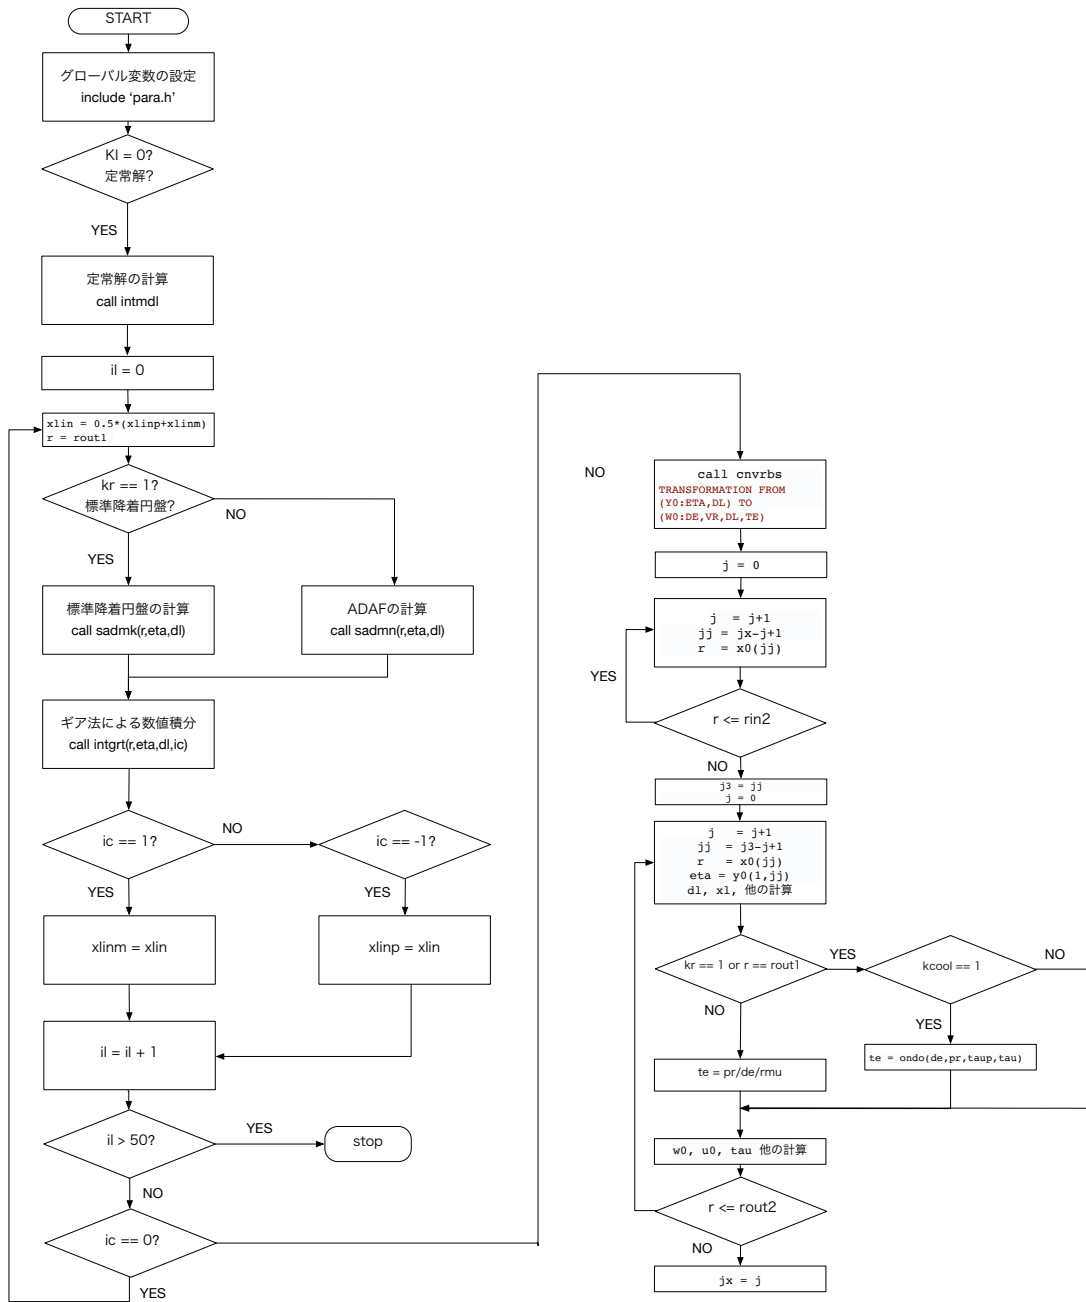 START
グローバル変数の設定
include ‘para.h’
KI = 0?
定常解?
YES
定常解の計算
call intmdl
il = 0
xlin = 0.5*(xlinp+xlinm)
r = rout1
kr == 1?
標準降着円盤?
NO
YES
標準降着円盤の計算
call sadmk(r,eta,dl)
ADAFの計算
call sadmn(r,eta,dl)
ギア法による数値積分
call intgrt(r,eta,dl,ic)
ic == 1?
NO
ic == -1?
YES
YES
xlinm = xlin
xlinp = xlin
il = il + 1
il > 50?
YES
stop
NO
ic == 0?
YES
NO
call cnvrbs
TRANSFORMATION FROM
(Y0:ETA,DL) TO
(W0:DE,VR,DL,TE)
j = 0
j = j+1
jj = jx-j+1
r = x0(jj)
YES
r <= rin2
NO
j3 = jj
j = 0
j = j+1
jj = j3-j+1
r = x0(jj)
eta = y0(1,jj)
dl, xl, 他の計算
kr == 1 or r == rout1
YES
kcool == 1
NO
NO
YES
te = pr/de/rmu
te = ondo(de,pr,taup,tau)
w0, u0, tau 他の計算
r <= rout2
NO
jx = j